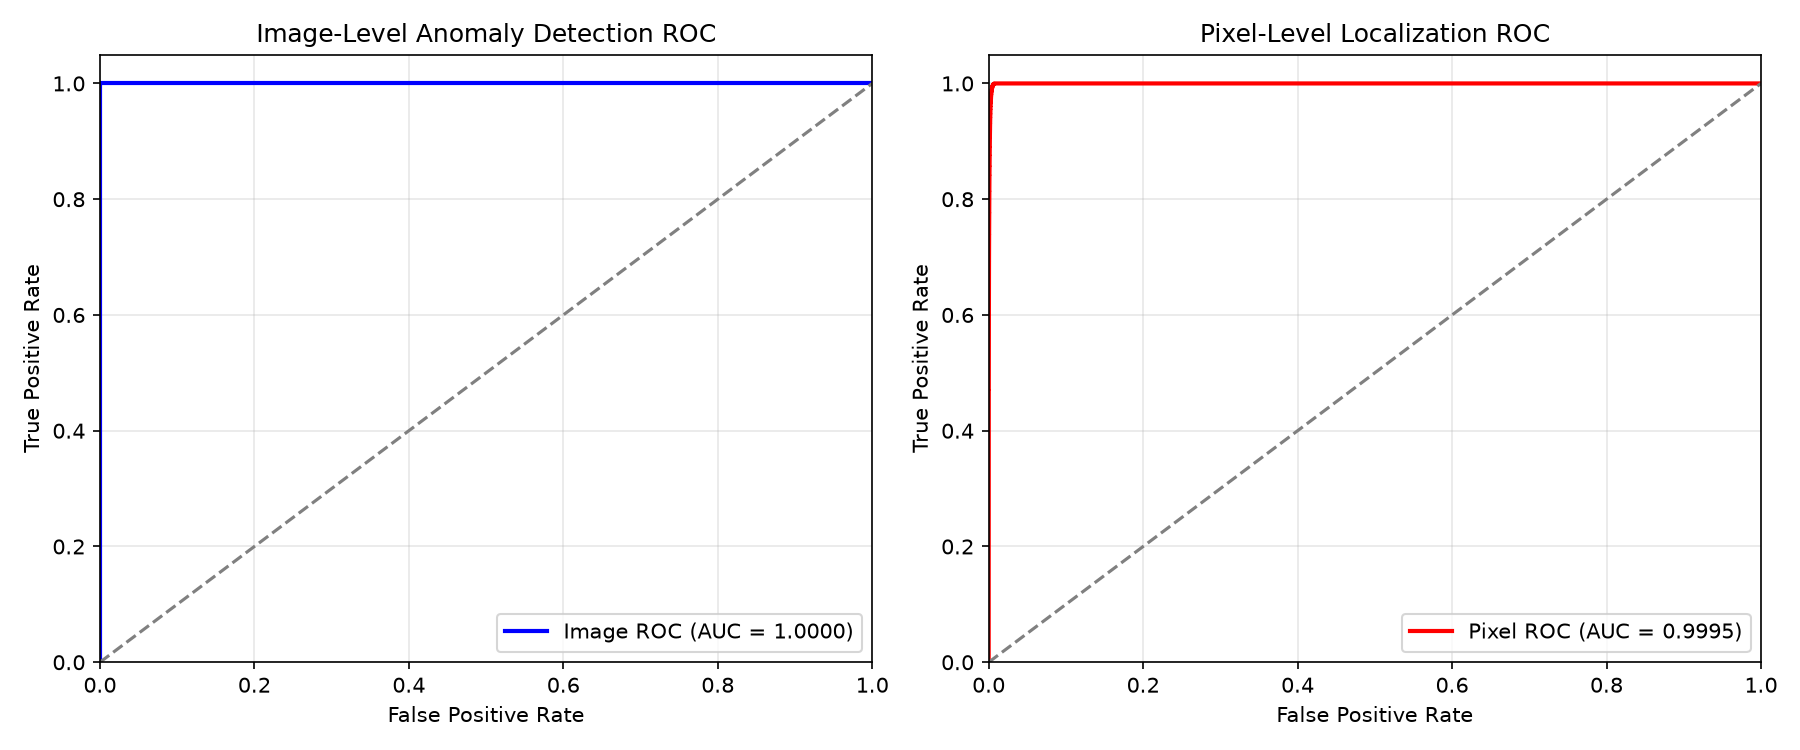 Image-Level Anomaly Detection ROC
1.0
0.8
0.6
0.4
0.2
0.0
True Positive Rate
Image ROC (AUC = 1.0000)
0.0 0.2 0.4 0.6 0.8 1.0
False Positive Rate
Pixel-Level Localization ROC
1.0
0.8
0.6
0.4
0.2
0.0
True Positive Rate
Pixel ROC (AUC = 0.9995)
0.0 0.2 0.4 0.6 0.8 1.0
False Positive Rate